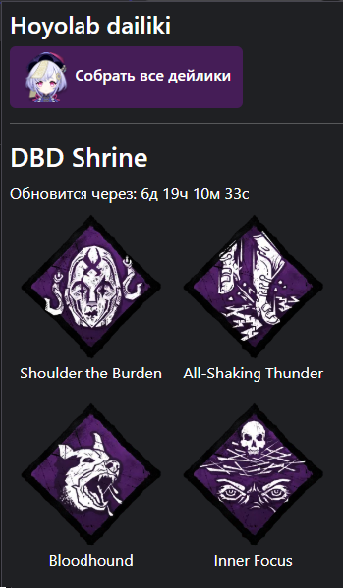 Hoyolab dailiki
Собрать все дейлики
DBD Shrine
Обновится через: 6д 19ч 10м 33с
Shoulder the Burden
All-Shaking Thunder
Bloodhound
Inner Focus